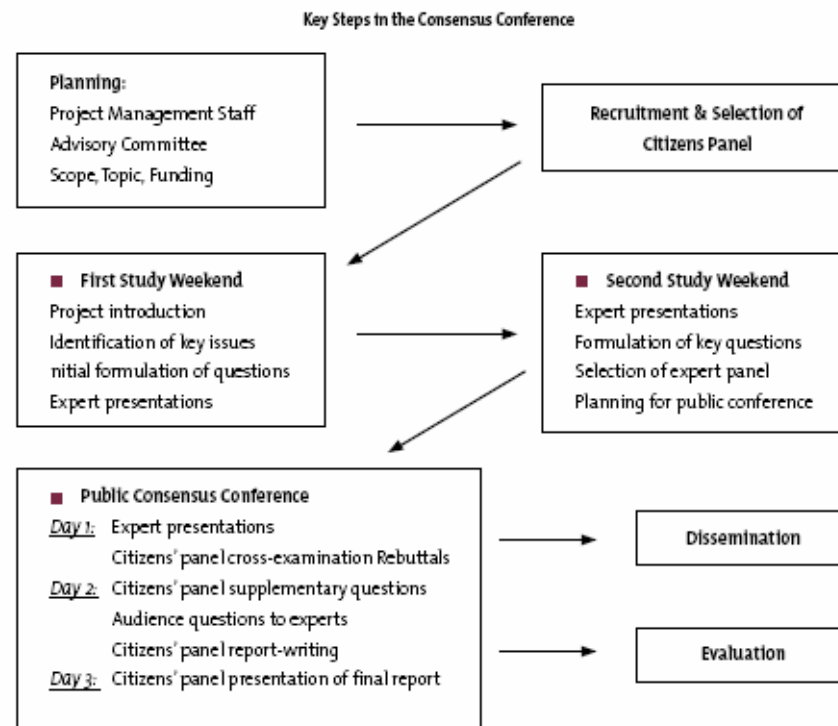 Key Steps in the Consensus Conference
Planning:
Project Management Staff
Advisory Committee
Scope, Topic, Funding
Recruitment & Selection of
Citizens Panel
First Study Weekend
Project introduction
Identification of key issues
nitial formulation of questions
Expert presentations
Second Study Weekend
Expert presentations
Formulation of key questions
Selection of expert panel
Planning for public conference
Public Consensus Conference
Day 1: Expert presentations
Citizens' panel cross-examination Rebuttals
Day 2: Citizens' panel supplementary questions
Audience questions to experts
Citizens' panel report-writing
Day 3: Citizens' panel presentation of final report
Dissemination
Evaluation